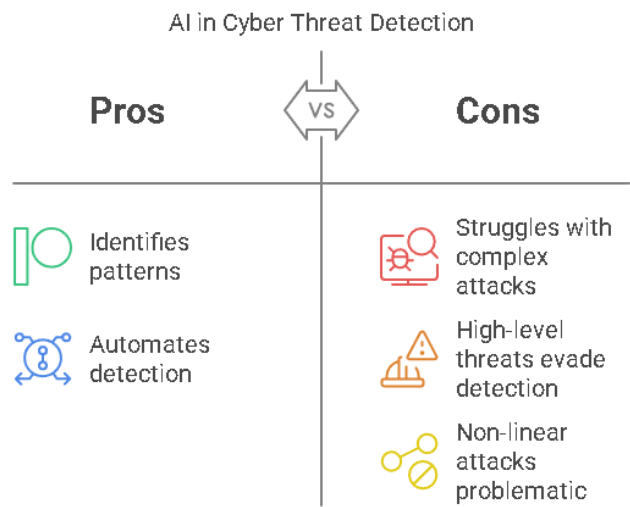 AI in Cyber Threat Detection
Pros
VS
Cons
Identifies
patterns
Automates
detection
Struggles with
complex
attacks
High-level
threats evade
detection
Non-linear
attacks
problematic